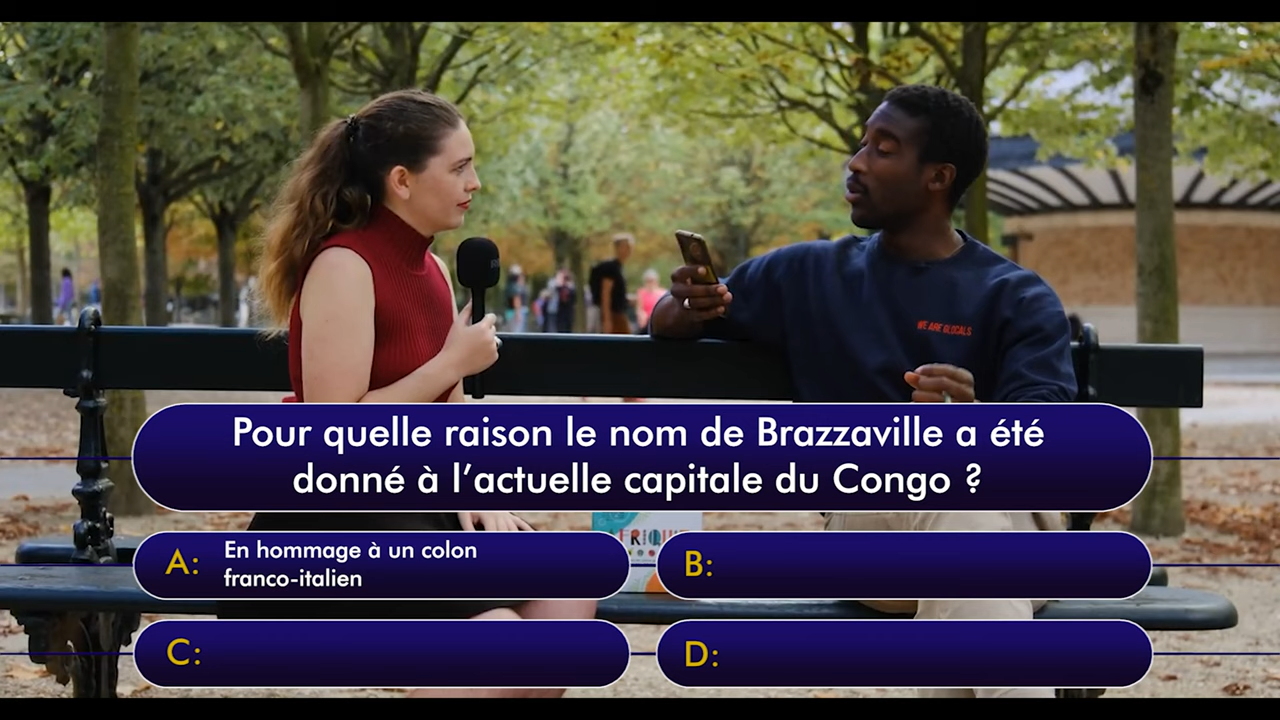 WE ARE GLOCALS
Pour quelle raison le nom de Brazzaville a été
donné à l'actuelle capitale du Congo ?
A: En hommage à un colon
franco-italien
B:
C:
D: